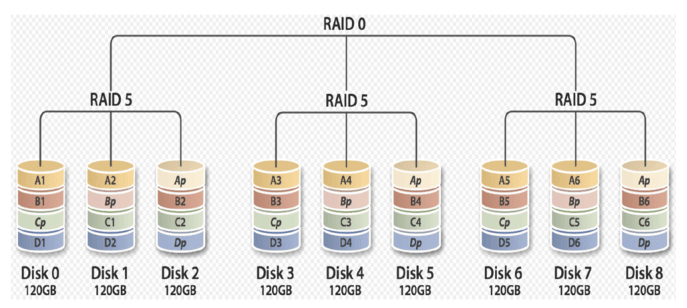 RAID 0
RAID 5 RAID 5 RAID 5
A1 A2 Ap A3 A4 Ap A5 A6 Ap
B1 Bp B2 B3 Bp B4 B5 Bp B6
Cp C1 C2 Cp C3 C4 Cp C5 C6
D1 D2 Dp D3 D4 Dp D5 D6 Dp
Disk 0 Disk 1 Disk 2 Disk 3 Disk 4 Disk 5 Disk 6 Disk 7 Disk 8
120GB 120GB 120GB 120GB 120GB 120GB 120GB 120GB 120GB